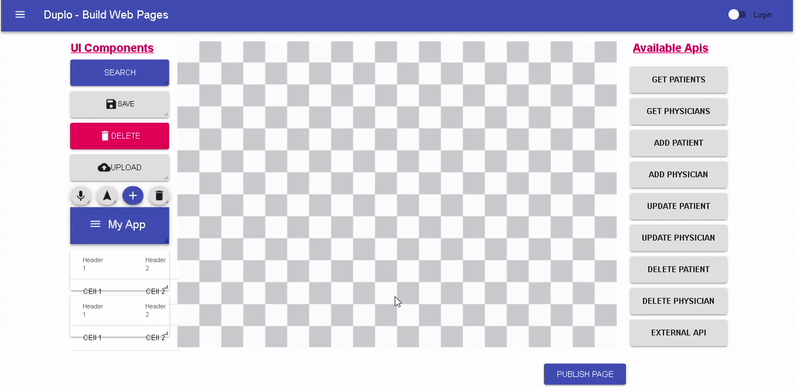 Duplo - Build Web Pages
Login
UI Components
SEARCH
SAVE
DELETE
UPLOAD
My App
Header 1
Header 2
Cell 1
Cell 2
Header 1
Header 2
Cell 1
Cell 2
Available Apis
GET PATIENTS
GET PHYSICIANS
ADD PATIENT
ADD PHYSICIAN
UPDATE PATIENT
UPDATE PHYSICIAN
DELETE PATIENT
DELETE PHYSICIAN
EXTERNAL API
PUBLISH PAGE